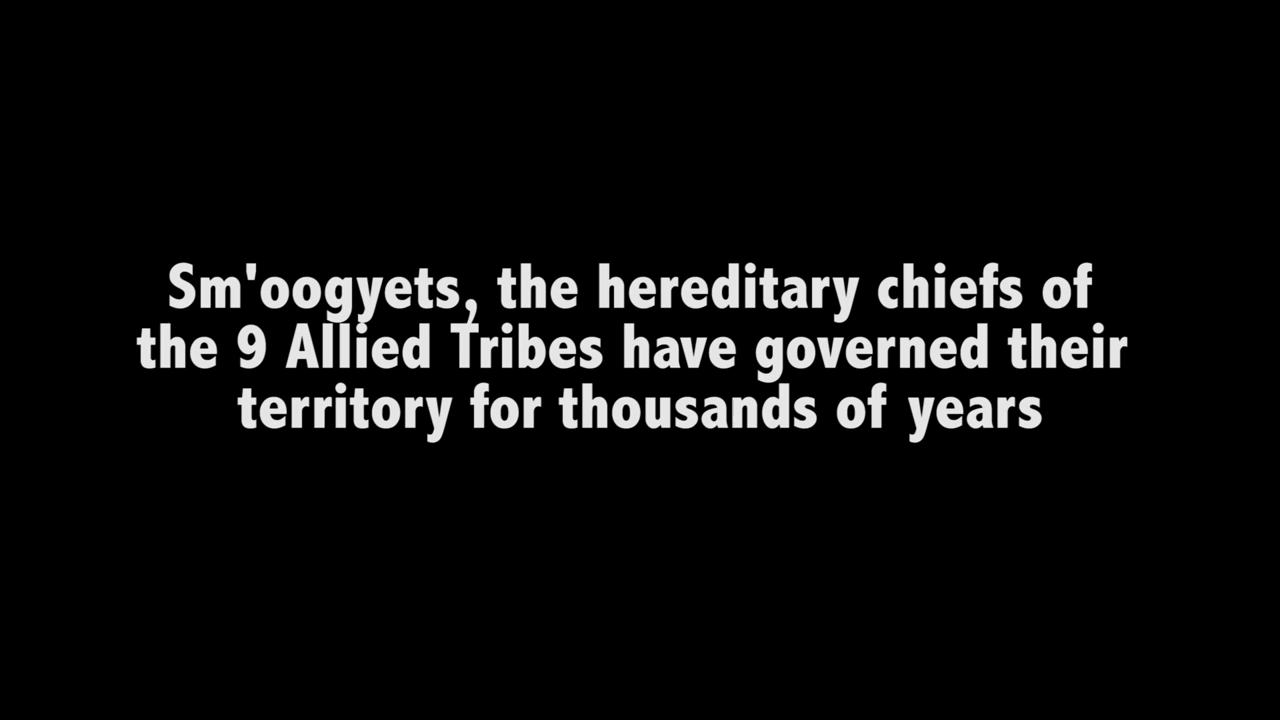 Sm'oogyets, the hereditary chiefs of
the 9 Allied Tribes have governed their
territory for thousands of years